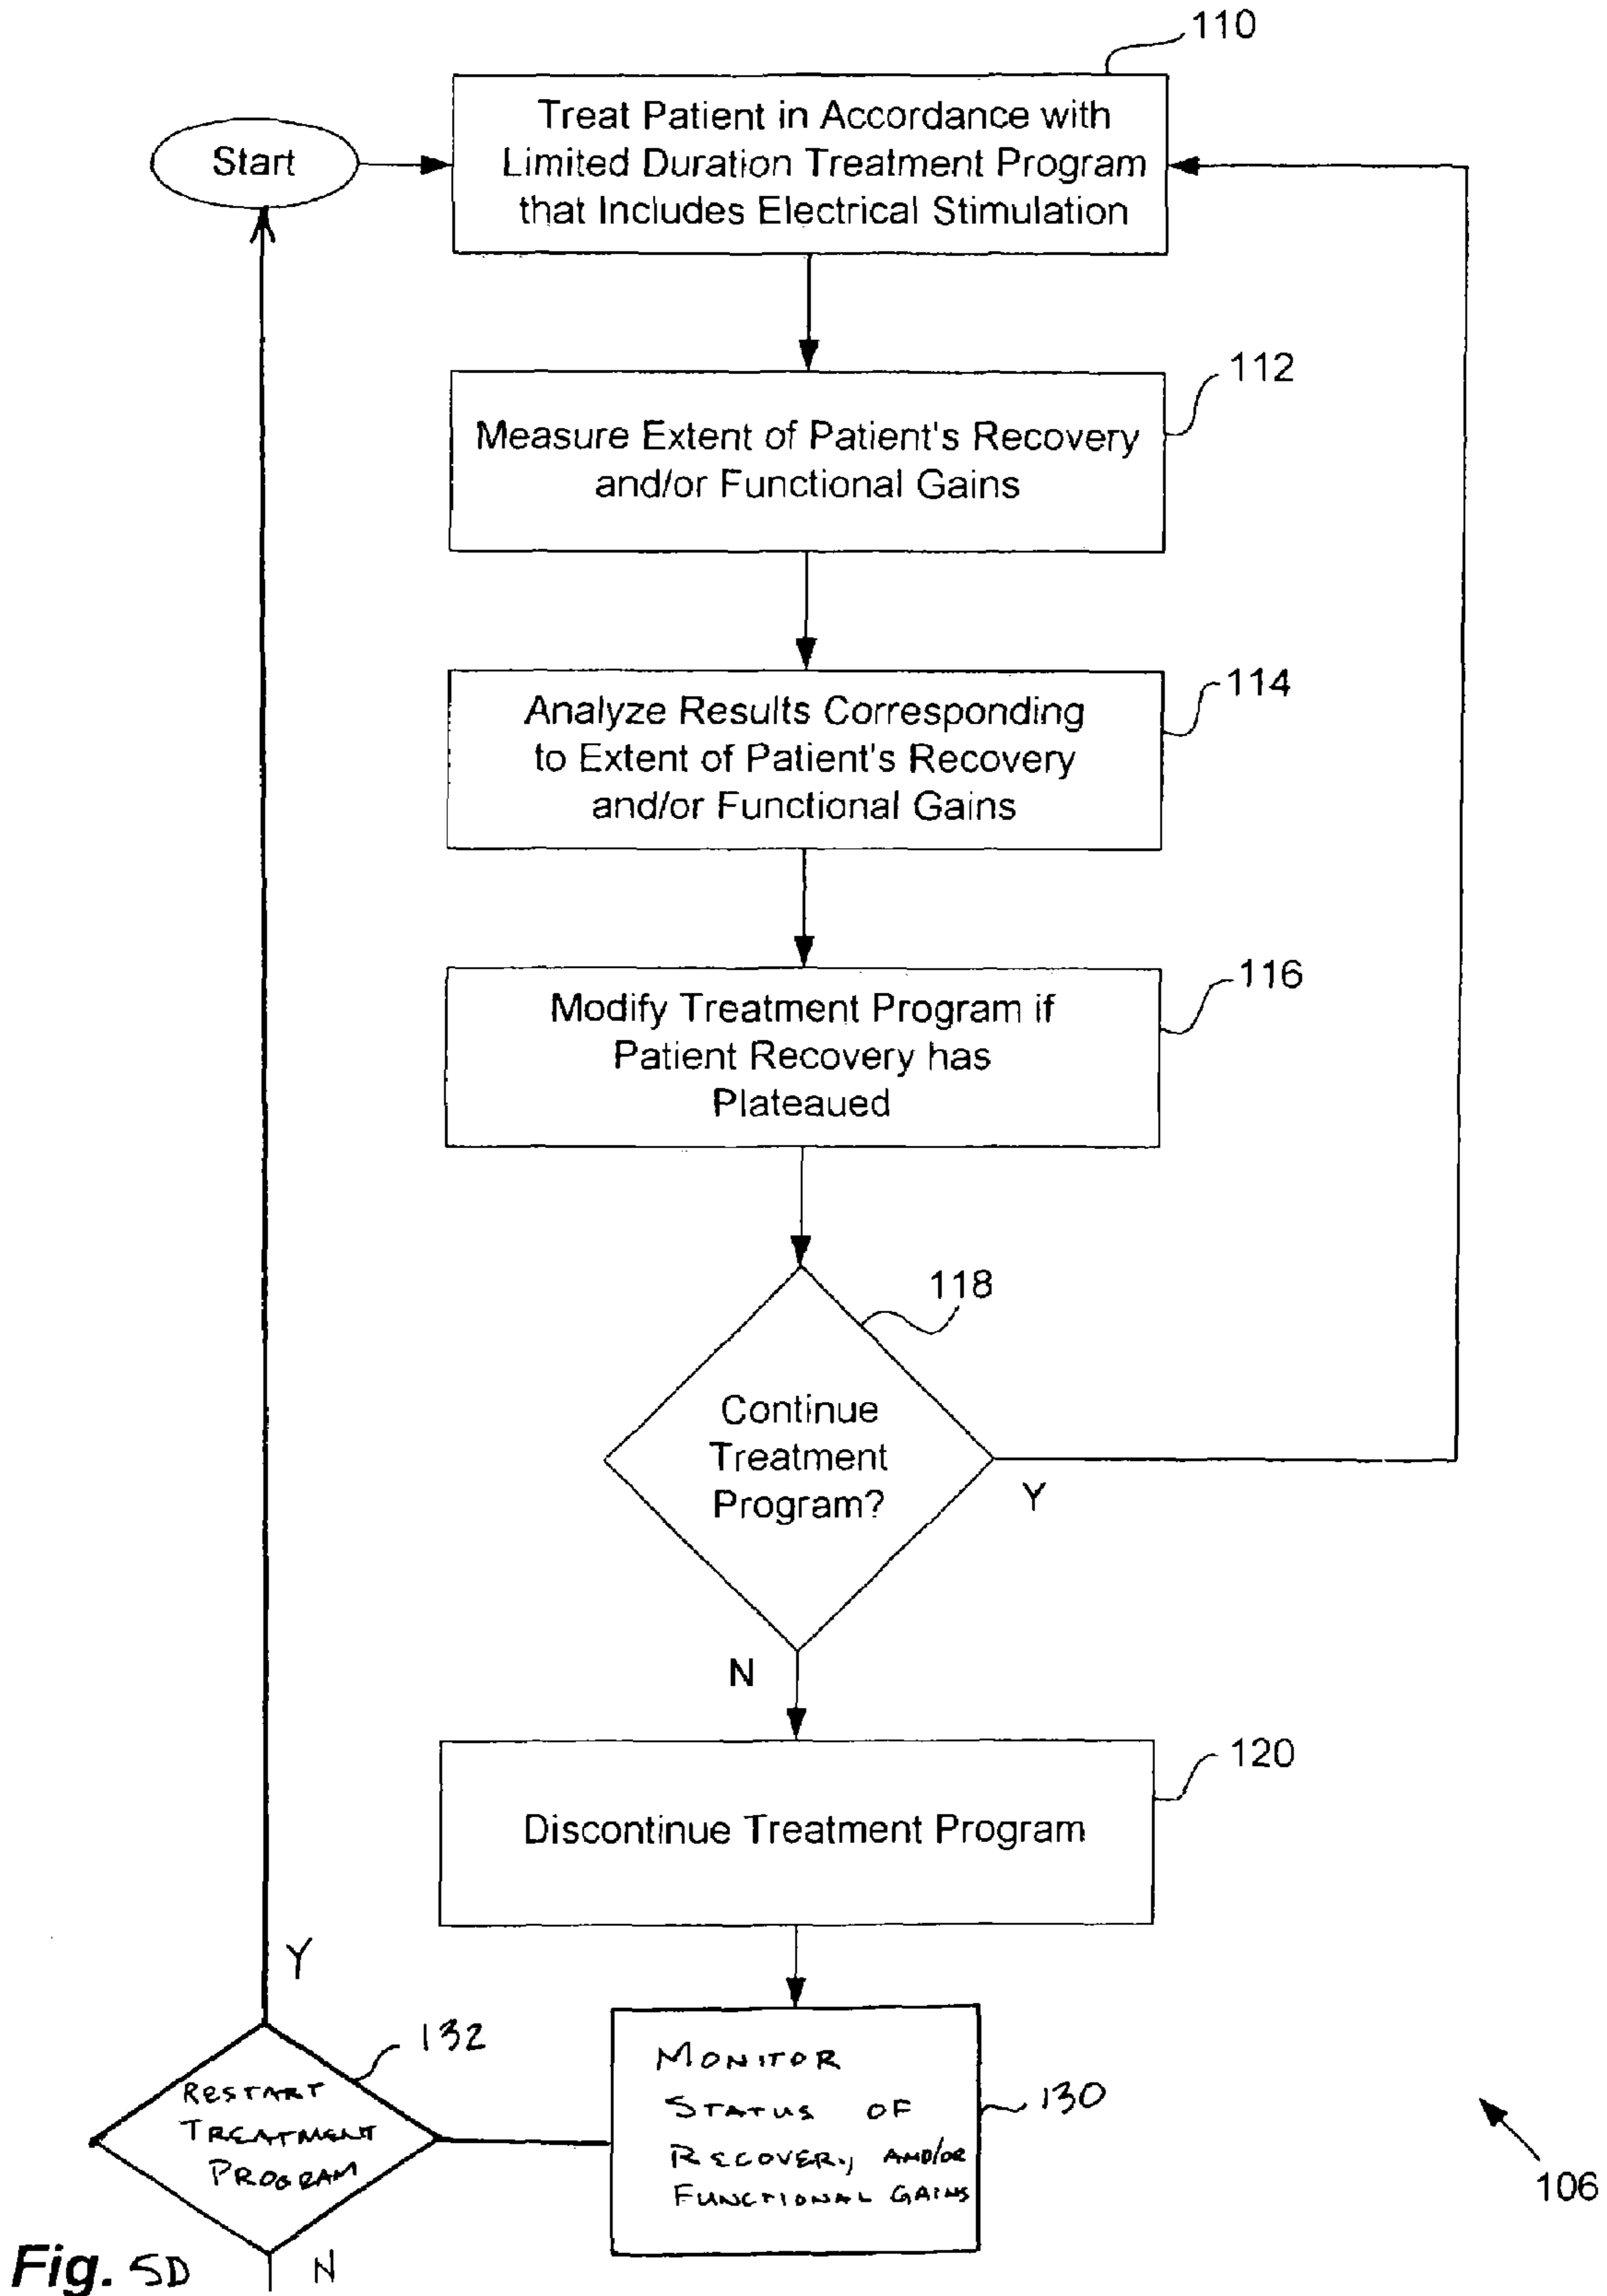 110
Start
Treat Patient in Accordance with
Limited Duration Treatment Program
that Includes Electrical Stimulation
112
Measure Extent of Patient's Recovery
and/or Functional Gains
114
Analyze Results Corresponding
to Extent of Patient's Recovery
and/or Functional Gains
116
Modify Treatment Program if
Patient Recovery has
Plateaued
118
Continue
Treatment
Program?
Y
N
120
Discontinue Treatment Program
Y
132
RESTART
TREATMENT
PROGRAM
MONITOR
STATUS OF
RECOVERY AND/OR
FUNCTIONAL GAINS
130
106
N
Fig. 5D